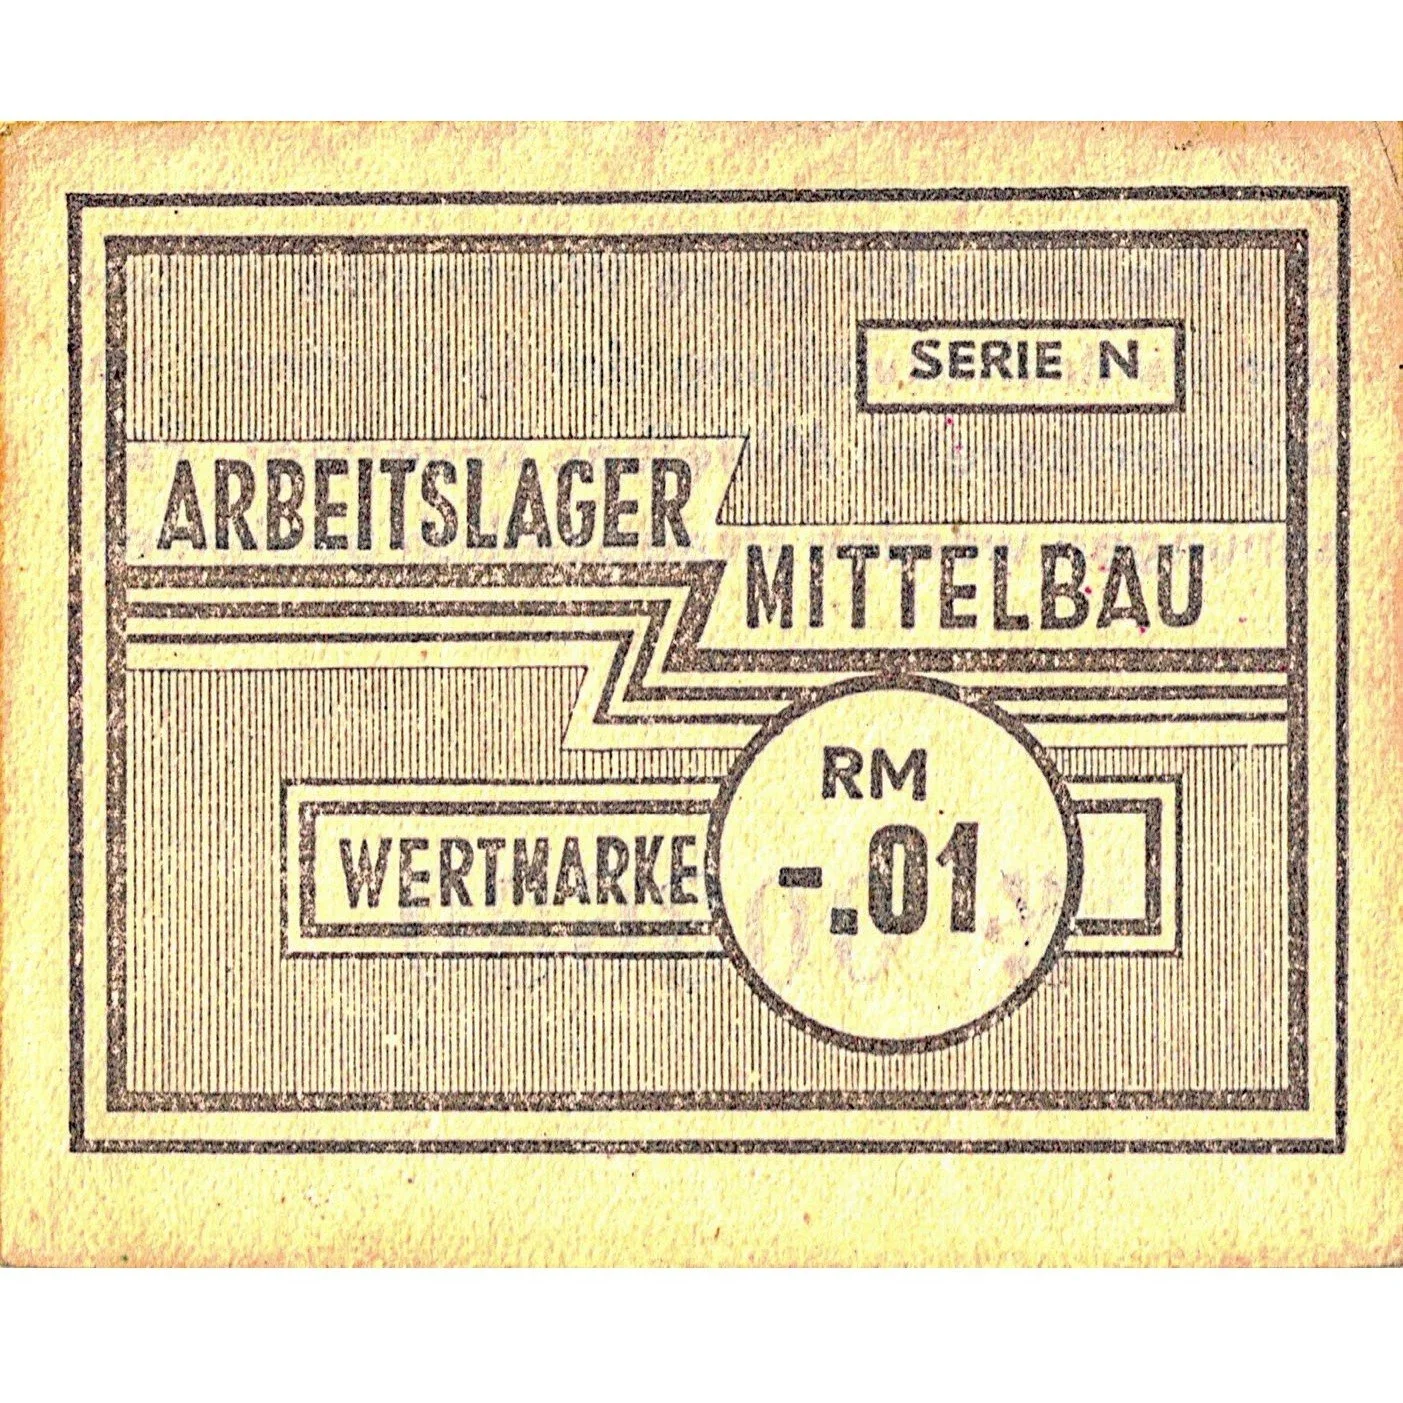 SERIE N
ARBEITSLAGER
MITTELBAU
RM
WERTMARKE
-.01